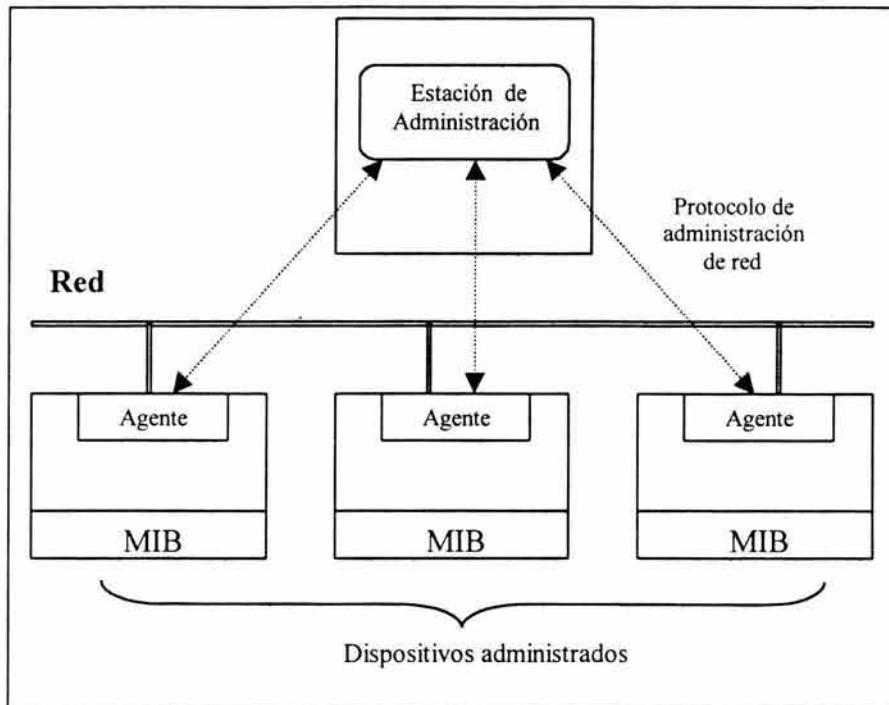 Estación de
Administración
Protocolo de
administración
de red
Red
Agente
Agente
Agente
MIB
MIB
MIB
Dispositivos administrados